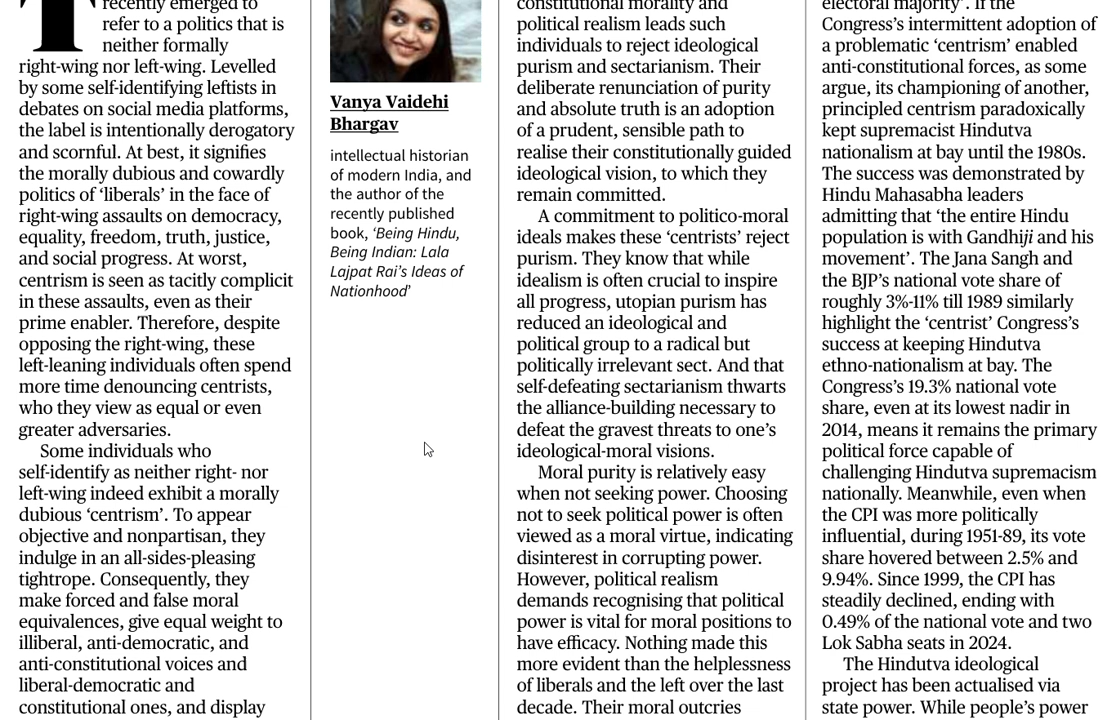 T
recently emerged to
refer to a politics that is
neither formally
right-wing nor left-wing. Levelled
by some self-identifying leftists in
debates on social media platforms,
the label is intentionally derogatory
and scornful. At best, it signifies
the morally dubious and cowardly
politics of ‘liberals’ in the face of
right-wing assaults on democracy,
equality, freedom, truth, justice,
and social progress. At worst,
centrism is seen as tacitly complicit
in these assaults, even as their
prime enabler. Therefore, despite
opposing the right-wing, these
left-leaning individuals often spend
more time denouncing centrists,
who they view as equal or even
greater adversaries.
Some individuals who
self-identify as neither right- nor
left-wing indeed exhibit a morally
dubious ‘centrism’. To appear
objective and nonpartisan, they
indulge in an all-sides-pleasing
tightrope. Consequently, they
make forced and false moral
equivalences, give equal weight to
illiberal, anti-democratic, and
anti-constitutional voices and
liberal-democratic and
constitutional ones, and display
Vanya Vaidehi
Bhargav
intellectual historian
of modern India, and
the author of the
recently published
book, ‘Being Hindu,
Being Indian: Lala
Lajpat Rai’s Ideas of
Nationhood’
constitutional morality and
political realism leads such
individuals to reject ideological
purism and sectarianism. Their
deliberate renunciation of purity
and absolute truth is an adoption
of a prudent, sensible path to
realise their constitutionally guided
ideological vision, to which they
remain committed.
A commitment to politico-moral
ideals makes these ‘centrists’ reject
purism. They know that while
idealism is often crucial to inspire
all progress, utopian purism has
reduced an ideological and
political group to a radical but
politically irrelevant sect. And that
self-defeating sectarianism thwarts
the alliance-building necessary to
defeat the gravest threats to one’s
ideological-moral visions.
Moral purity is relatively easy
when not seeking power. Choosing
not to seek political power is often
viewed as a moral virtue, indicating
disinterest in corrupting power.
However, political realism
demands recognising that political
power is vital for moral positions to
have efficacy. Nothing made this
more evident than the helplessness
of liberals and the left over the last
decade. Their moral outcries
electoral majority’. If the
Congress’s intermittent adoption of
a problematic ‘centrism’ enabled
anti-constitutional forces, as some
argue, its championing of another,
principled centrism paradoxically
kept supremacist Hindutva
nationalism at bay until the 1980s.
The success was demonstrated by
Hindu Mahasabha leaders
admitting that ‘the entire Hindu
population is with Gandhiji and his
movement’. The Jana Sangh and
the BJP’s national vote share of
roughly 3%-11% till 1989 similarly
highlight the ‘centrist’ Congress’s
success at keeping Hindutva
ethno-nationalism at bay. The
Congress’s 19.3% national vote
share, even at its lowest nadir in
2014, means it remains the primary
political force capable of
challenging Hindutva supremacism
nationally. Meanwhile, even when
the CPI was more politically
influential, during 1951-89, its vote
share hovered between 2.5% and
9.94%. Since 1999, the CPI has
steadily declined, ending with
0.49% of the national vote and two
Lok Sabha seats in 2024.
The Hindutva ideological
project has been actualised via
state power. While people’s power